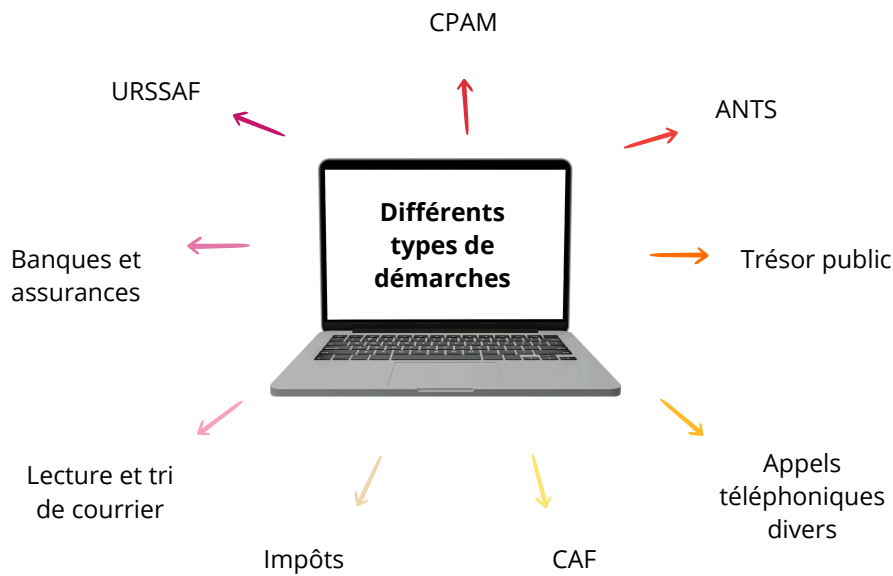 CPAM
URSSAF
ANTS
Différents
types de
démarches
Banques et
assurances
Trésor public
Lecture et tri
de courrier
Appels
téléphoniques
divers
Impôts
CAF